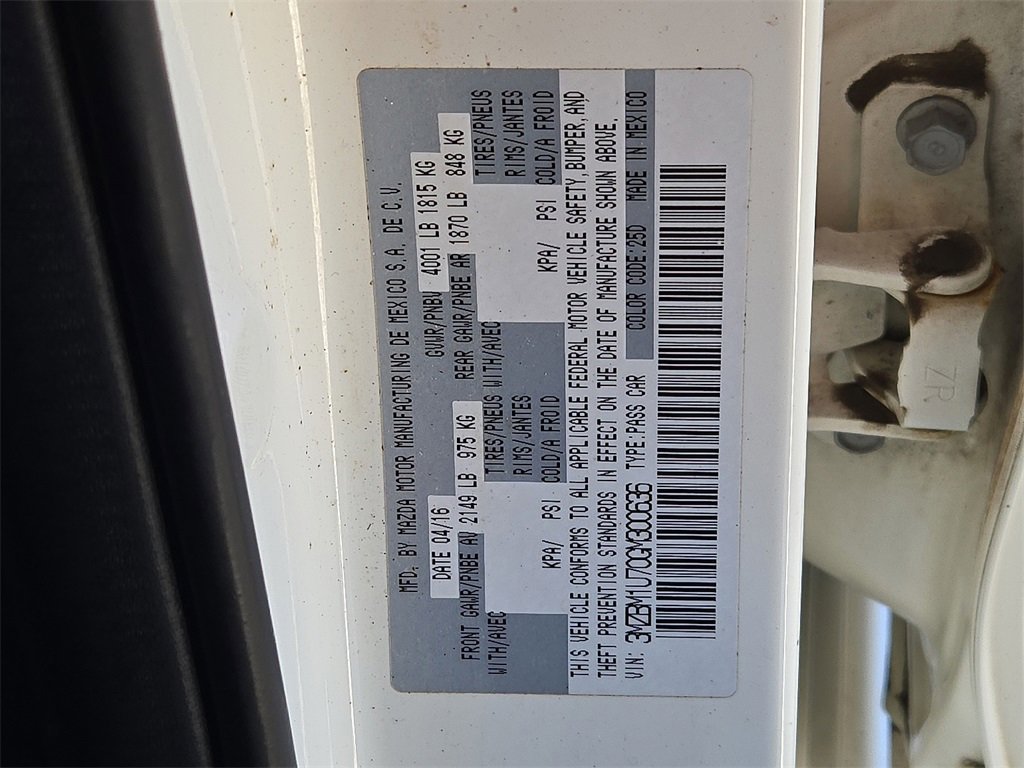 MFD. BY MAZDA MOTOR MANUFACTURING DE MEXICO S.A. DE C.V.
DATE 04/16 GVWR/PNBV 4001 LB 1815 KG
FRONT GAWR/PNBE AV 2149 LB 975 KG REAR GAWR/PNBE AR 1870 LB 848 KG
WITH/AVEC TIRES/PNEUS WITH/AVEC TIRES/PNEUS
RIMS/JANTES RIMS/JANTES
KPA/ PSI COLD/A FROID KPA/ PSI COLD/A FROID
THIS VEHICLE CONFORMS TO ALL APPLICABLE FEDERAL MOTOR VEHICLE SAFETY, BUMPER, AND
THEFT PREVENTION STANDARDS IN EFFECT ON THE DATE OF MANUFACTURE SHOWN ABOVE.
VIN: 3MZBM1U70GM300636 TYPE:PASS CAR COLOR CODE:25D MADE IN MEXICO
ZR
8